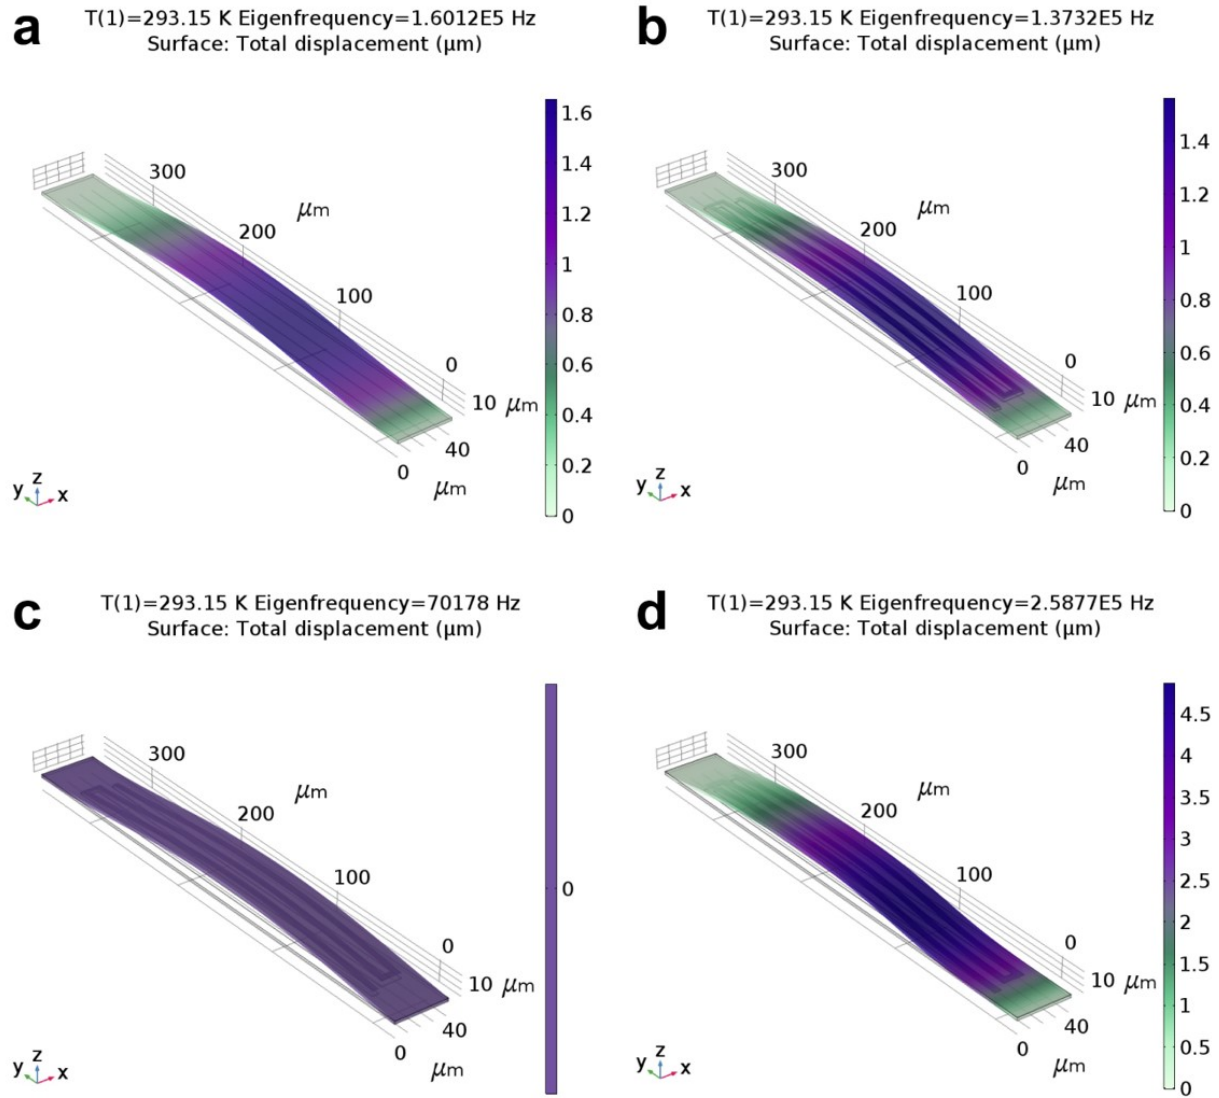 a
T(1)=293.15 K Eigenfrequency=1.6012E5 Hz
Surface: Total displacement (µm)
1.6
1.4
1.2
1
0.8
0.6
0.4
0.2
0
300
µm
200
100
0
10 µm
40
0
µm
z
y
x
b
T(1)=293.15 K Eigenfrequency=1.3732E5 Hz
Surface: Total displacement (µm)
1.4
1.2
1
0.8
0.6
0.4
0.2
0
300
µm
200
100
0
10 µm
40
0
µm
z
y
x
c
T(1)=293.15 K Eigenfrequency=70178 Hz
Surface: Total displacement (µm)
0
300
µm
200
100
0
10 µm
40
0
µm
z
y
x
d
T(1)=293.15 K Eigenfrequency=2.5877E5 Hz
Surface: Total displacement (µm)
4.5
4
3.5
3
2.5
2
1.5
1
0.5
0
300
µm
200
100
0
10 µm
40
0
µm
z
y
x